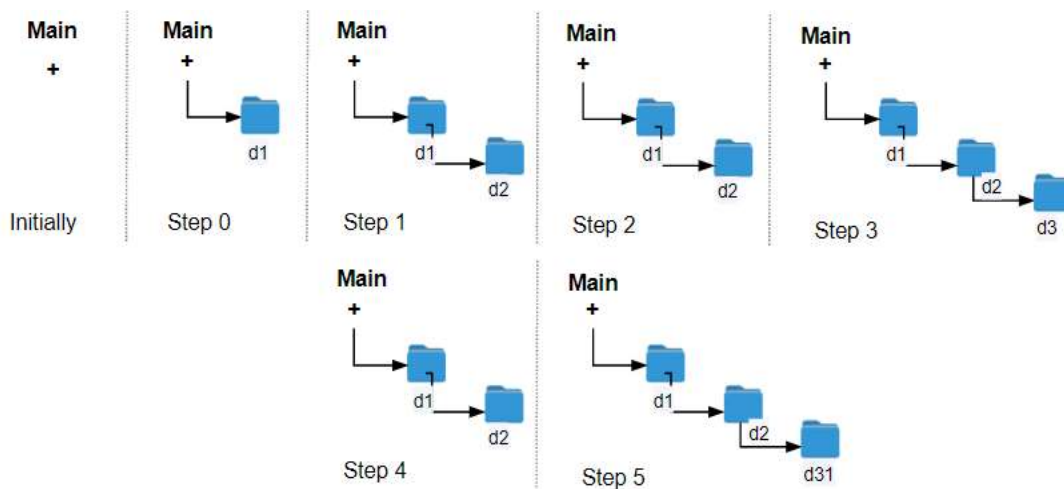 Main
+
Initially
Main
+
d1
Step 0
Main
+
d1
d2
Step 1
Main
+
d1
d2
Step 2
Main
+
d1
d2
d3
Step 3
Main
+
d1
d2
Step 4
Main
+
d1
d2
d31
Step 5